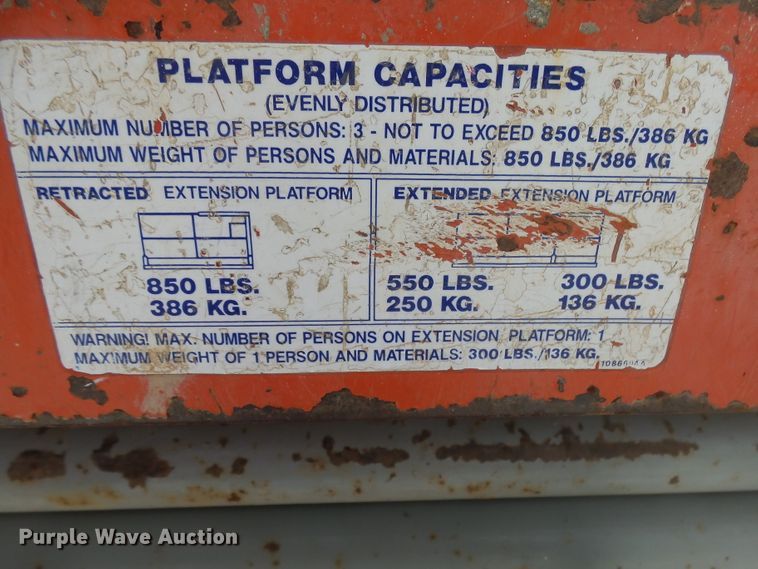 PLATFORM CAPACITIES
(EVENLY DISTRIBUTED)
MAXIMUM NUMBER OF PERSONS: 3 - NOT TO EXCEED 850 LBS./386 KG
MAXIMUM WEIGHT OF PERSONS AND MATERIALS: 850 LBS./386 KG
RETRACTED EXTENSION PLATFORM
850 LBS.
386 KG.
EXTENDED EXTENSION PLATFORM
550 LBS. 300 LBS.
250 KG. 136 KG.
WARNING! MAX. NUMBER OF PERSONS ON EXTENSION PLATFORM: 1
MAXIMUM WEIGHT OF 1 PERSON AND MATERIALS: 300 LBS./136 KG.
Purple Wave Auction